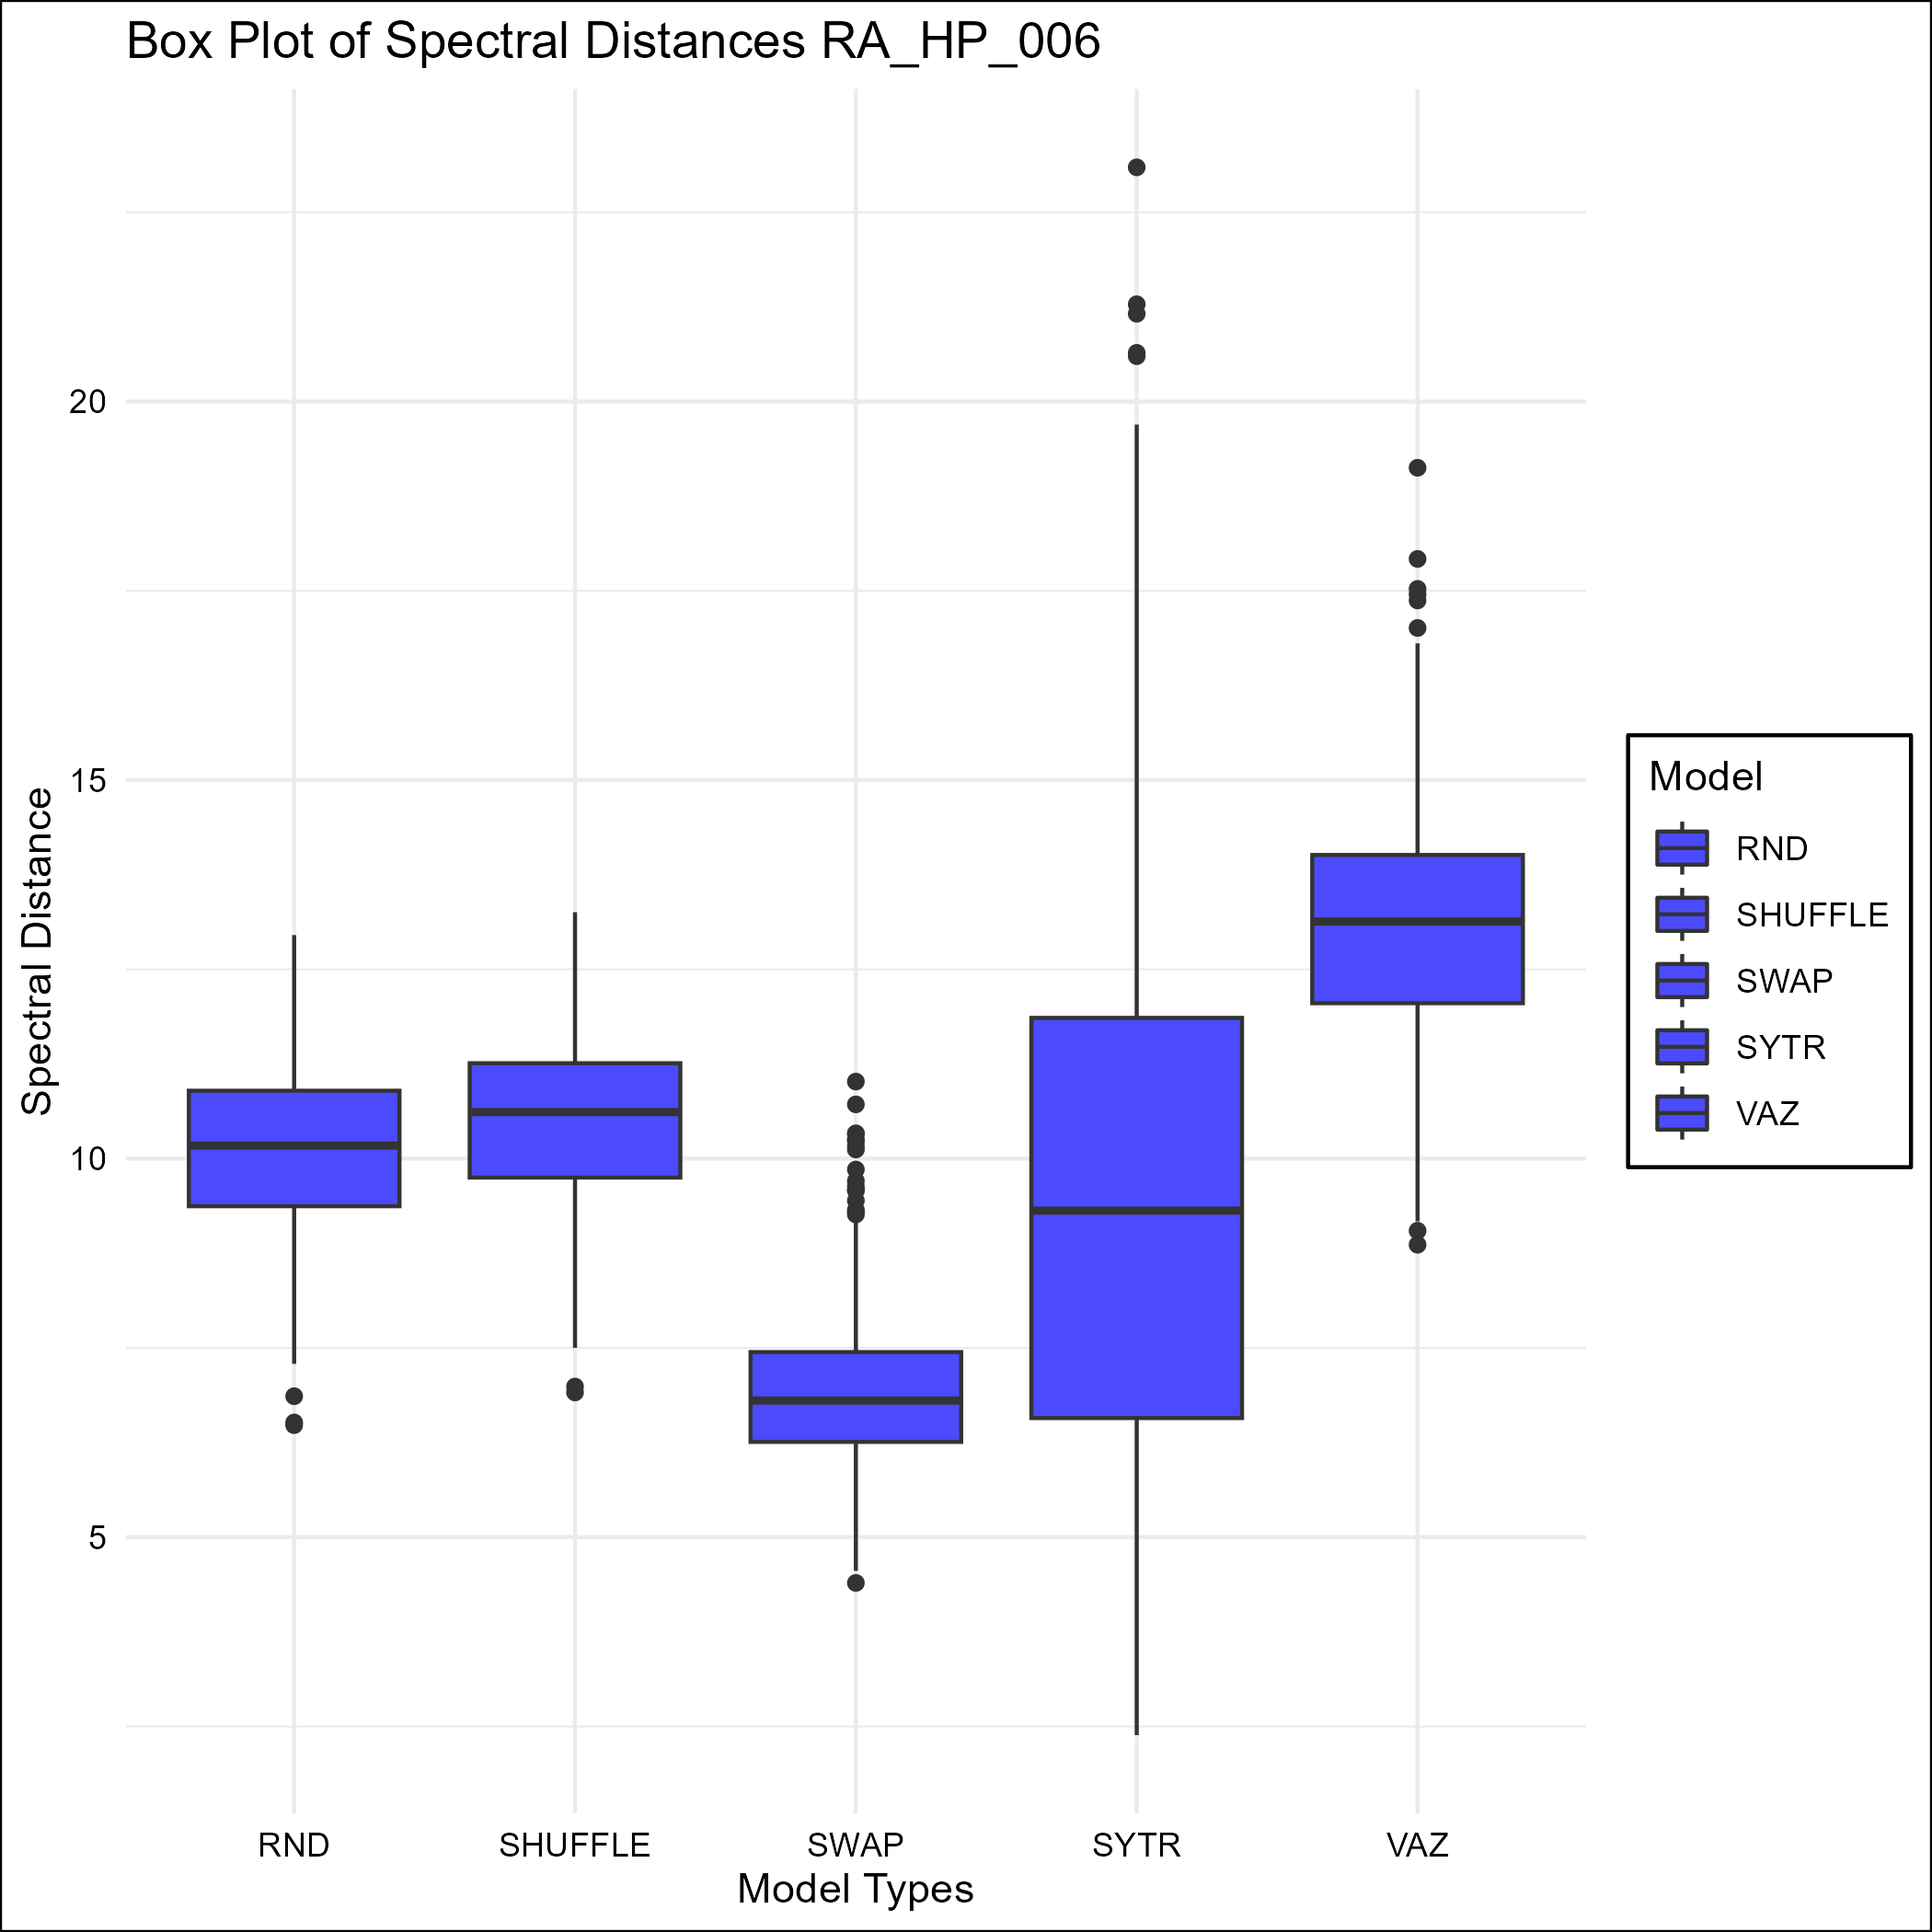 Box Plot of Spectral Distances RA_HP_006
Spectral Distance
20
15
10
5
RND SHUFFLE SWAP SYTR VAZ
Model Types
Model
RND
SHUFFLE
SWAP
SYTR
VAZ